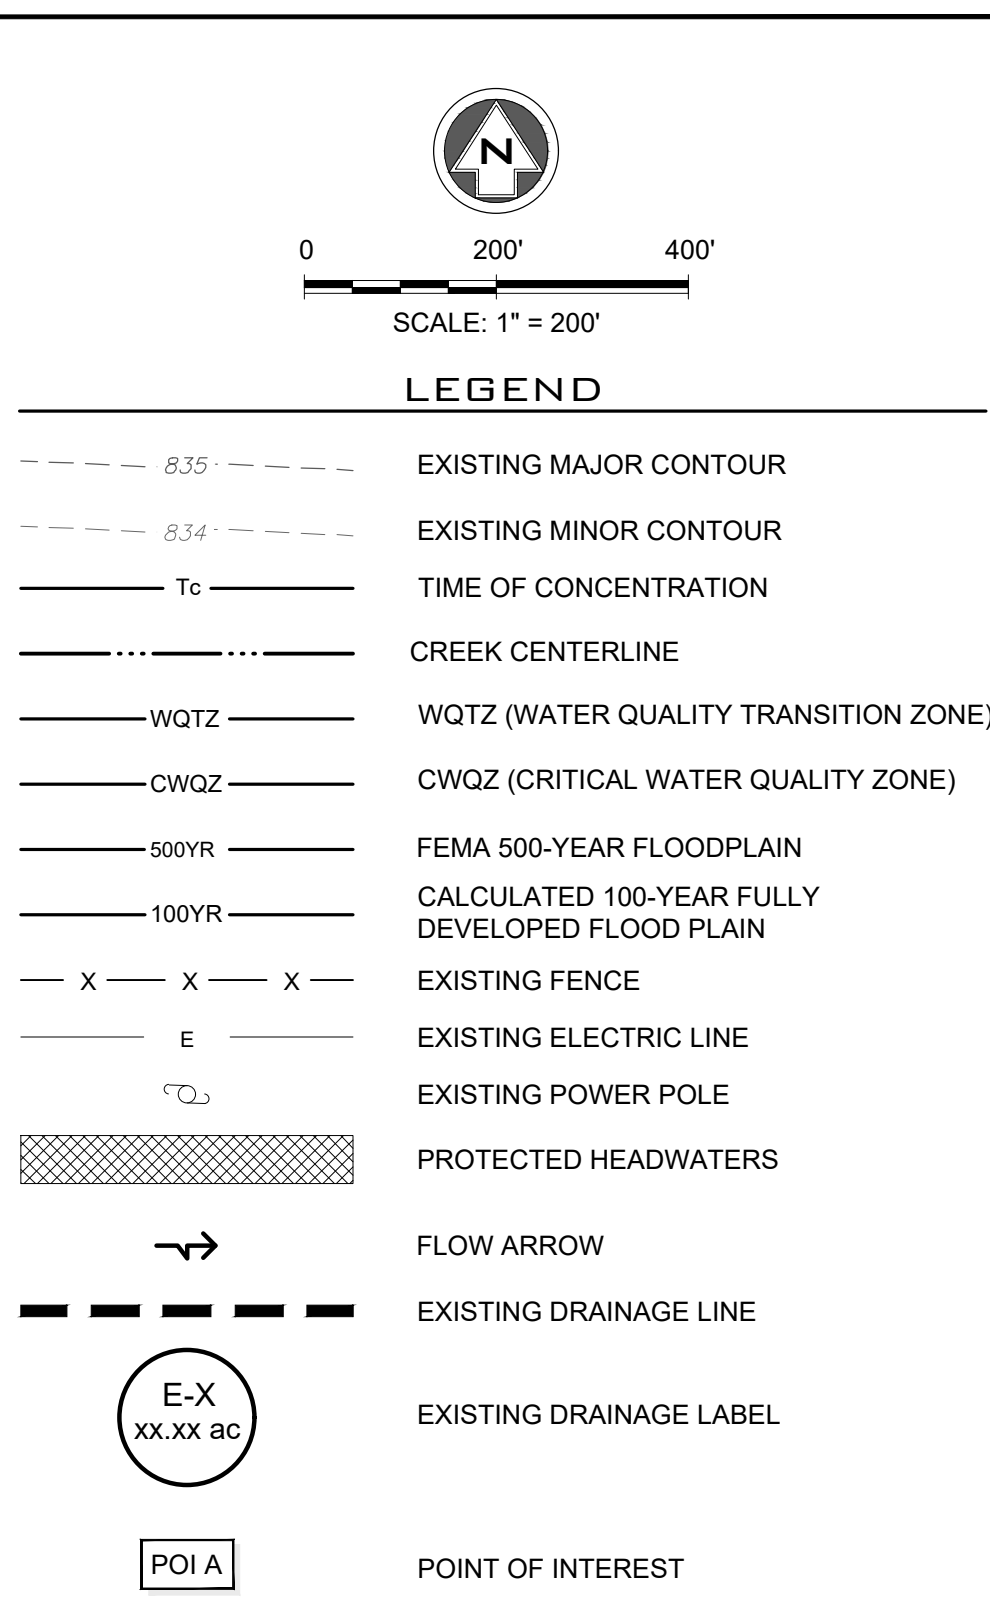 N
0 200' 400'
SCALE: 1" = 200'
LEGEND
835 EXISTING MAJOR CONTOUR
834 EXISTING MINOR CONTOUR
Tc TIME OF CONCENTRATION
CREEK CENTERLINE
WQTZ WQTZ (WATER QUALITY TRANSITION ZONE)
CWQZ CWQZ (CRITICAL WATER QUALITY ZONE)
500YR FEMA 500-YEAR FLOODPLAIN
100YR CALCULATED 100-YEAR FULLY
DEVELOPED FLOOD PLAIN
X X X EXISTING FENCE
E EXISTING ELECTRIC LINE
EXISTING POWER POLE
PROTECTED HEADWATERS
FLOW ARROW
EXISTING DRAINAGE LINE
E-X
xx.xx ac
EXISTING DRAINAGE LABEL
POI A POINT OF INTEREST